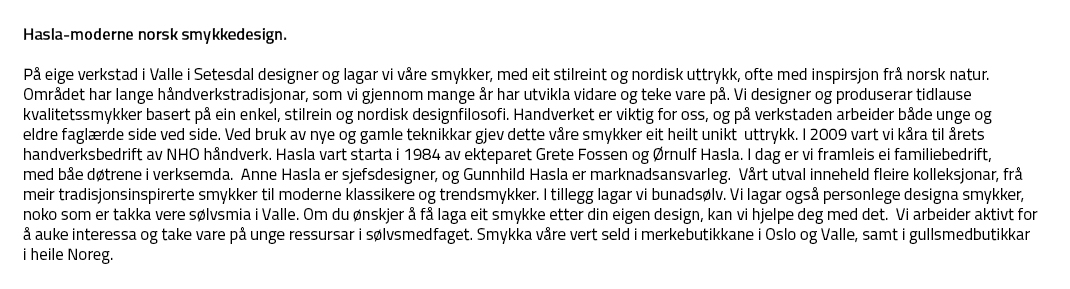 Hasla-moderne norsk smykkedesign.
På eige verkstad i Valle i Setesdal designer og lagar vi våre smykker, med eit stilreint og nordisk uttrykk, ofte med inspirsjon frå norsk natur.
Området har lange håndverkstradisjonar, som vi gjennom mange år har utvikla vidare og teke vare på. Vi designer og produserar tidlause
kvalitetssmykker basert på ein enkel, stilrein og nordisk designfilosofi. Handverket er viktig for oss, og på verkstaden arbeider både unge og
eldre faglærde side ved side. Ved bruk av nye og gamle teknikkar gjev dette våre smykker eit heilt unikt  uttrykk. I 2009 vart vi kåra til årets
handverksbedrift av NHO håndverk. Hasla vart starta i 1984 av ekteparet Grete Fossen og Ørnulf Hasla. I dag er vi framleis ei familiebedrift,
med båe døtrene i verksemda.  Anne Hasla er sjefsdesigner, og Gunnhild Hasla er marknadsansvarleg.  Vårt utval inneheld fleire kolleksjonar, frå
meir tradisjonsinspirerte smykker til moderne klassikere og trendsmykker. I tillegg lagar vi bunadsølv. Vi lagar også personlege designa smykker,
noko som er takka vere sølvsmia i Valle. Om du ønskjer å få laga eit smykke etter din eigen design, kan vi hjelpe deg med det.  Vi arbeider aktivt for
å auke interessa og take vare på unge ressursar i sølvsmedfaget. Smykka våre vert seld i merkebutikkane i Oslo og Valle, samt i gullsmedbutikkar
i heile Noreg.